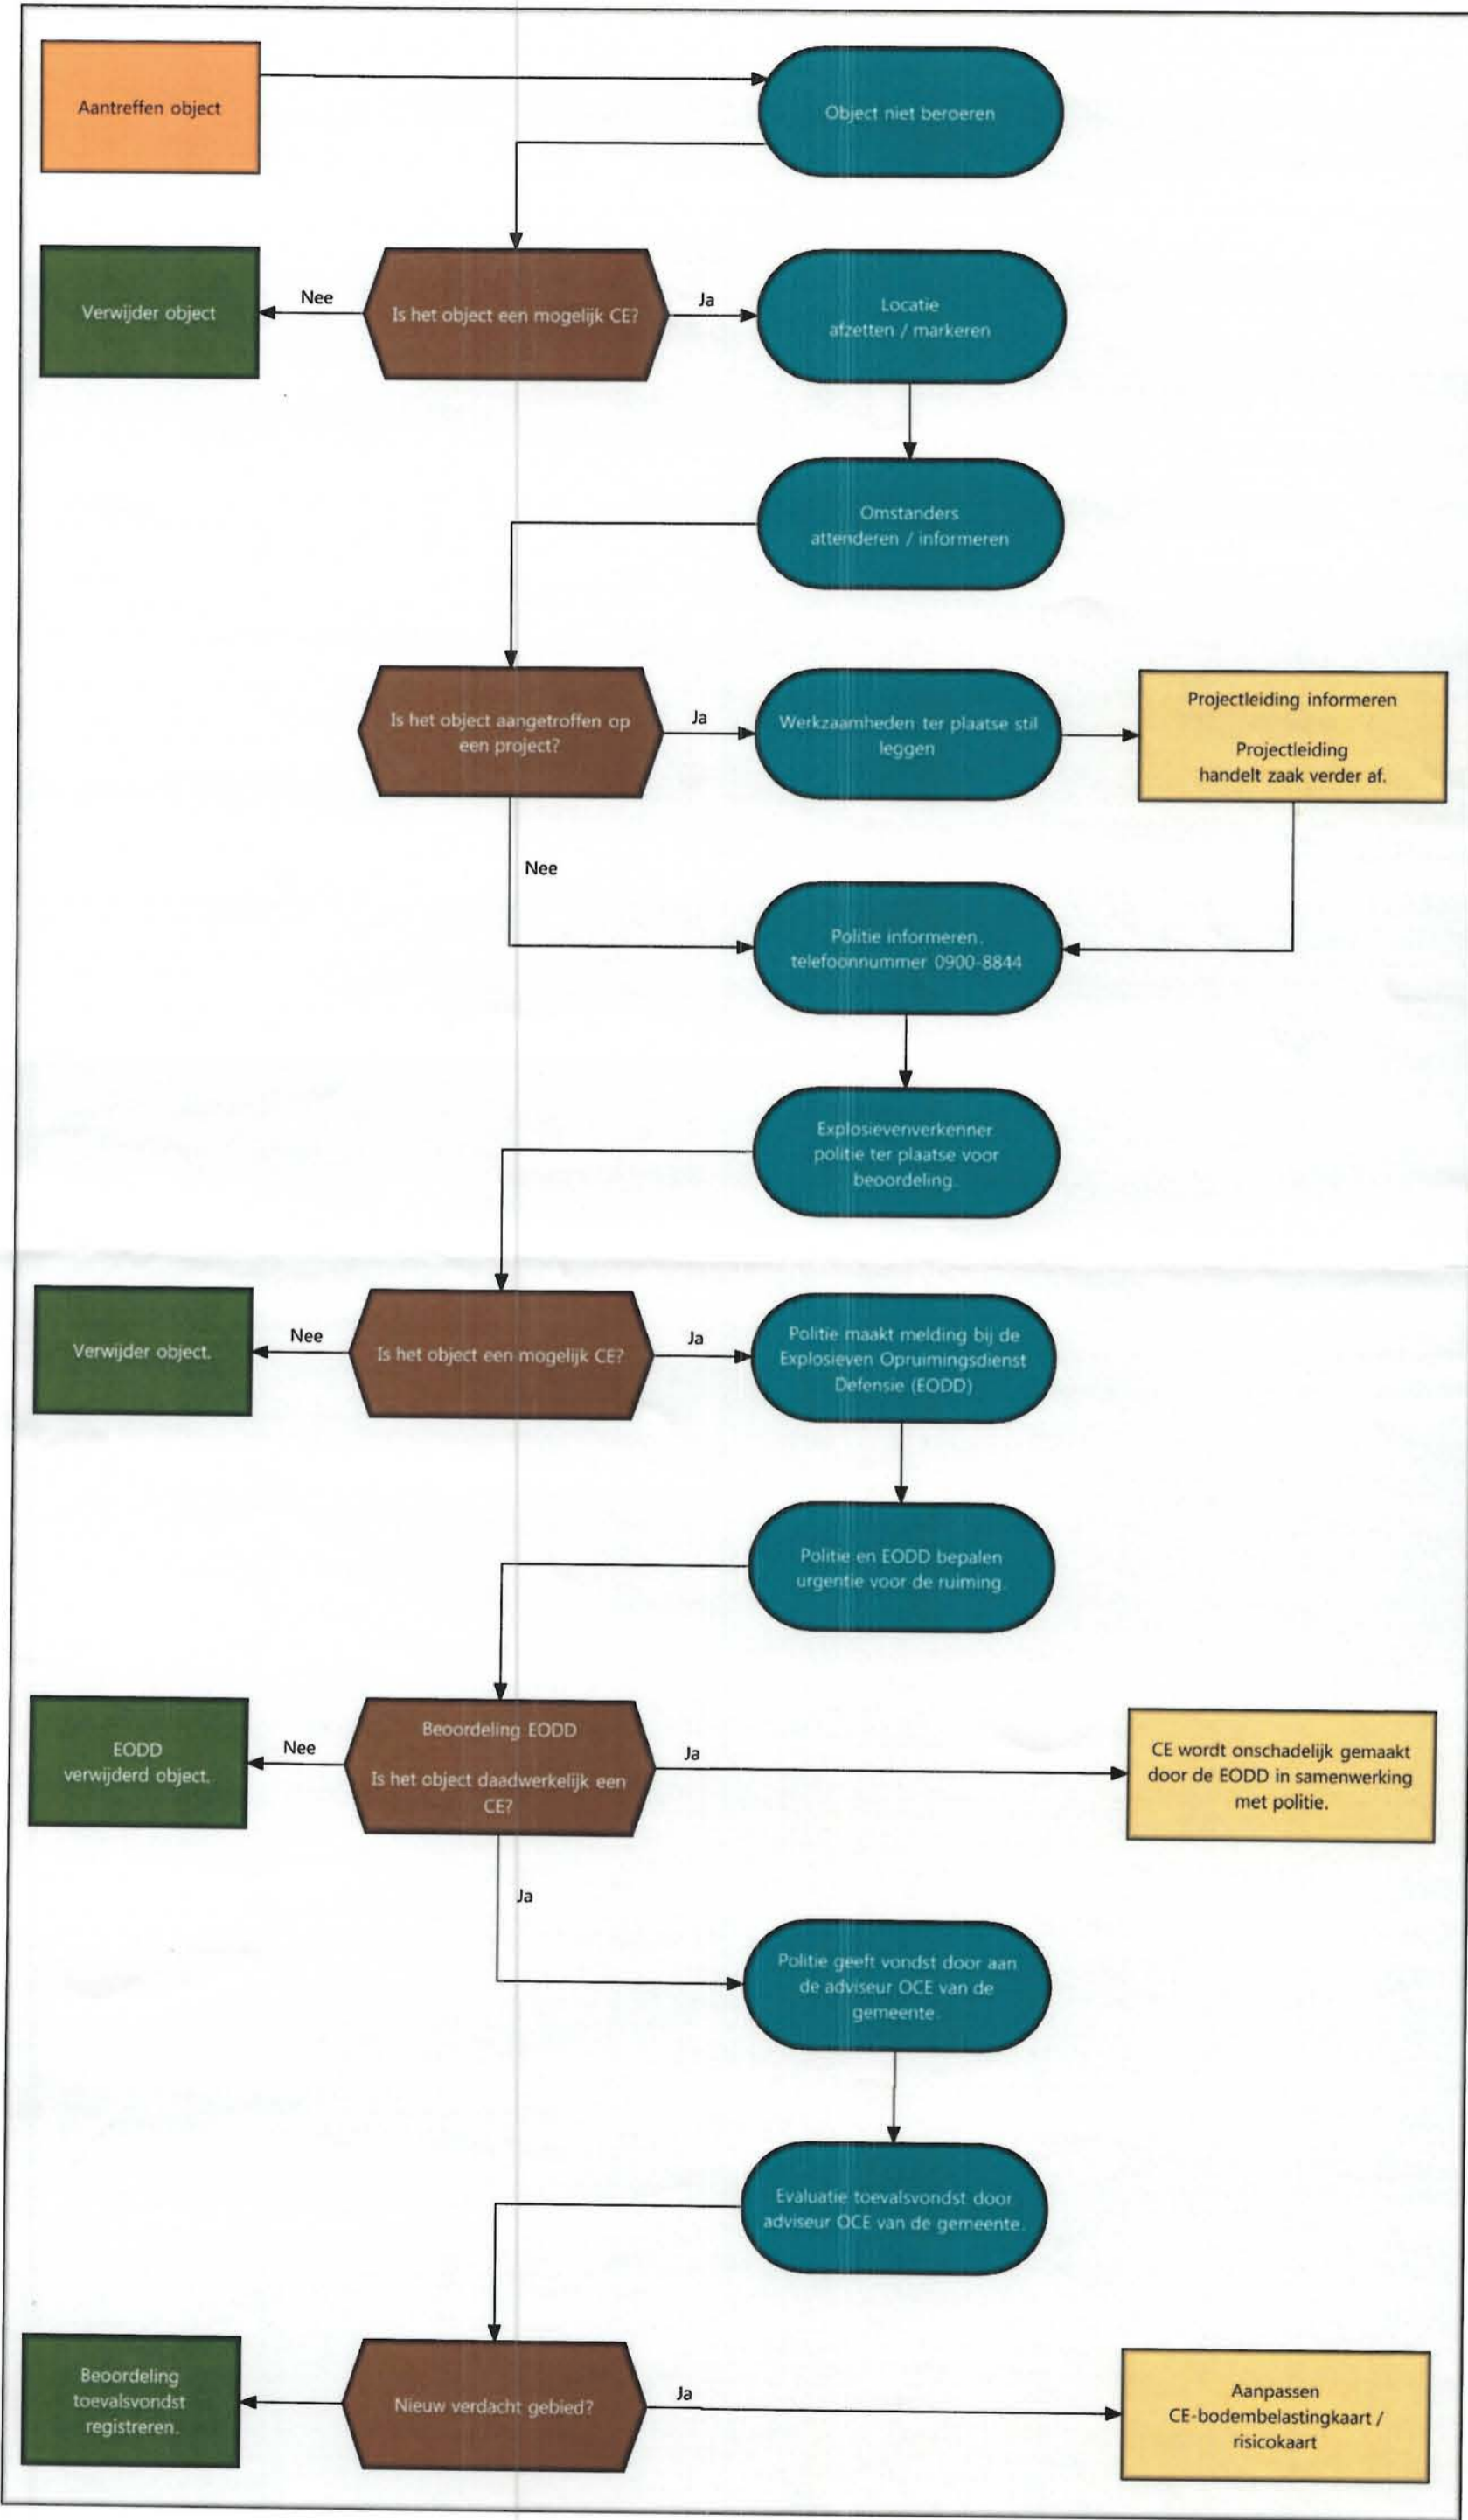 Aantreffen object
Object niet beroeren
Verwijder object
Nee
Is het object een mogelijk CE?
Ja
Locatie
afzetten / markeren
Omstanders
attenderen / informeren
Is het object aangetroffen op
een project?
Ja
Werkzaamheden ter plaatse stil
leggen
Projectleiding informeren
Projectleiding
handelt zaak verder af.
Nee
Politie informeren.
telefoonnummer 0900-8844
Explosievenverkenner
politie ter plaatse voor
beoordeling.
Verwijder object.
Nee
Is het object een mogelijk CE?
Ja
Politie maakt melding bij de
Explosieven Opruimingsdienst
Defensie (EODD)
Politie en EODD bepalen
urgentie voor de ruiming.
EODD
verwijderd object.
Nee
Beoordeling EODD
Is het object daadwerkelijk een
CE?
Ja
CE wordt onschadelijk gemaakt
door de EODD in samenwerking
met politie.
Ja
Politie geeft vondst door aan
de adviseur OCE van de
gemeente.
Evaluatie toevalsvondst door
adviseur OCE van de gemeente.
Beoordeling
toevalsvondst
registreren.
Nieuw verdacht gebied?
Ja
Aanpassen
CE-bodembelastingkaart /
risicokaart